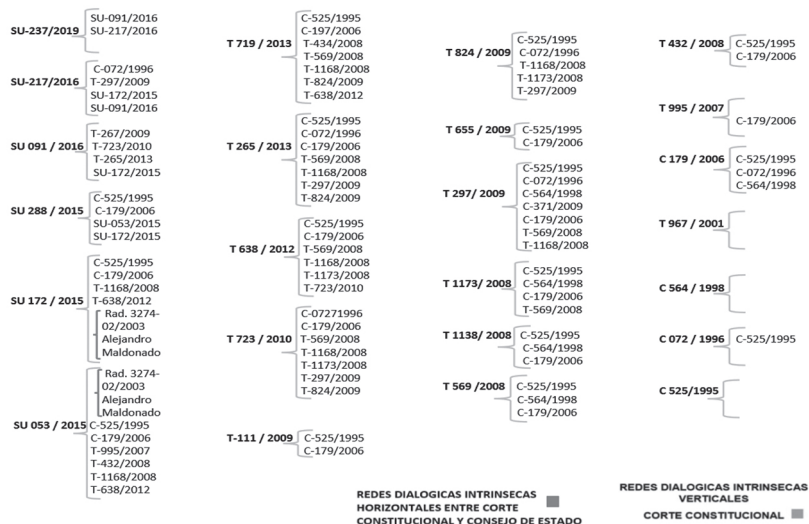 SU-237/2019
SU-091/2016
SU-217/2016
SU-217/2016
C-072/1996
T-297/2009
SU-172/2015
SU-091/2016
SU 091 / 2016
T-267/2009
T-723/2010
T-265/2013
SU-172/2015
SU 288 / 2015
C-525/1995
C-179/2006
SU-053/2015
SU-172/2015
SU 172 / 2015
C-525/1995
C-179/2006
T-1168/2008
T-638/2012
Rad. 3274-
02/2003
Alejandro
Maldonado
SU 053 / 2015
Rad. 3274-
02/2003
Alejandro
Maldonado
C-525/1995
C-179/2006
T-995/2007
T-432/2008
T-1168/2008
T-638/2012
T 719 / 2013
C-525/1995
C-197/2006
T-434/2008
T-569/2008
T-1168/2008
T-824/2009
T-638/2012
T 265 / 2013
C-525/1995
C-072/1996
C-179/2006
T-569/2008
T-1168/2008
T-297/2009
T-824/2009
T 638 / 2012
C-525/1995
C-179/2006
T-569/2008
T-1168/2008
T-1173/2008
T-723/2010
T 723 / 2010
C-07271996
C-179/2006
T-569/2008
T-1168/2008
T-1173/2008
T-297/2009
T-824/2009
T-111 / 2009
C-525/1995
C-179/2006
T 824 / 2009
C-525/1995
C-072/1996
T-1168/2008
T-1173/2008
T-297/2009
T 655 / 2009
C-525/1995
C-179/2006
T 297/ 2009
C-525/1995
C-072/1996
C-564/1998
C-371/2009
C-179/2006
T-569/2008
T-1168/2008
T 1173/ 2008
C-525/1995
C-564/1998
C-179/2006
T-569/2008
T 1138/ 2008
C-525/1995
C-564/1998
C-179/2006
T 569 /2008
C-525/1995
C-564/1998
C-179/2006
T 432 / 2008
C-525/1995
C-179/2006
T 995 / 2007
C-179/2006
C 179 / 2006
C-525/1995
C-072/1996
C-564/1998
T 967 / 2001
C 564 / 1998
C 072 / 1996
C-525/1995
C 525/1995
REDES DIALOGICAS INTRINSECAS
HORIZONTALES ENTRE CORTE
CONSTITUCIONAL Y CONSEJO DE ESTADO
REDES DIALOGICAS INTRINSECAS
VERTICALES
CORTE CONSTITUCIONAL